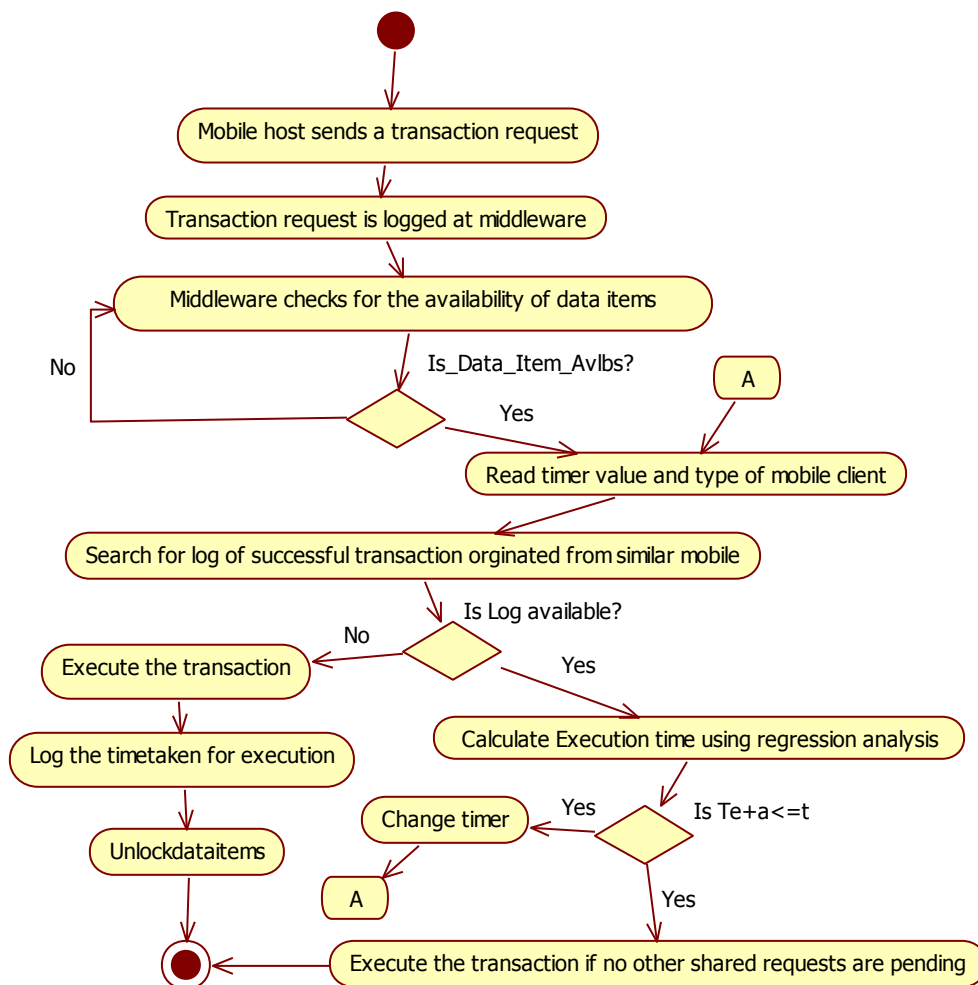 Mobile host sends a transaction request
Transaction request is logged at middleware
Middleware checks for the availability of data items
No
Is_Data_Item_Avlbs?
A
Yes
Read timer value and type of mobile client
Search for log of successful transaction orginated from similar mobile
Is Log available?
No
Execute the transaction
Yes
Log the timetaken for execution
Calculate Execution time using regression analysis
Yes
Is Te+a<=t
Change timer
Unlockdataitems
A
Yes
Execute the transaction if no other shared requests are pending